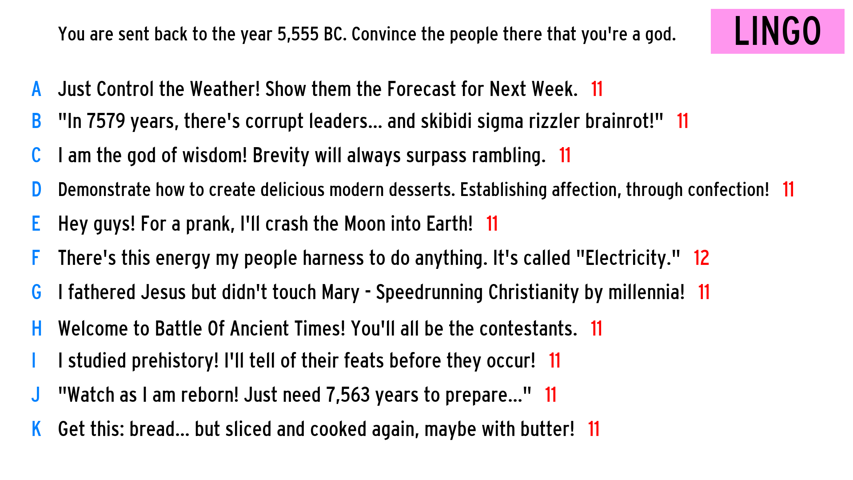 You are sent back to the year 5,555 BC. Convince the people there that you're a god.
LINGO
A Just Control the Weather! Show them the Forecast for Next Week. 11
B "In 7579 years, there's corrupt leaders... and skibidi sigma rizzler brainrot!" 11
C I am the god of wisdom! Brevity will always surpass rambling. 11
D Demonstrate how to create delicious modern desserts. Establishing affection, through confection! 11
E Hey guys! For a prank, I'll crash the Moon into Earth! 11
F There's this energy my people harness to do anything. It's called "Electricity." 12
G I fathered Jesus but didn't touch Mary - Speedrunning Christianity by millennia! 11
H Welcome to Battle Of Ancient Times! You'll all be the contestants. 11
I I studied prehistory! I'll tell of their feats before they occur! 11
J "Watch as I am reborn! Just need 7,563 years to prepare..." 11
K Get this: bread... but sliced and cooked again, maybe with butter! 11